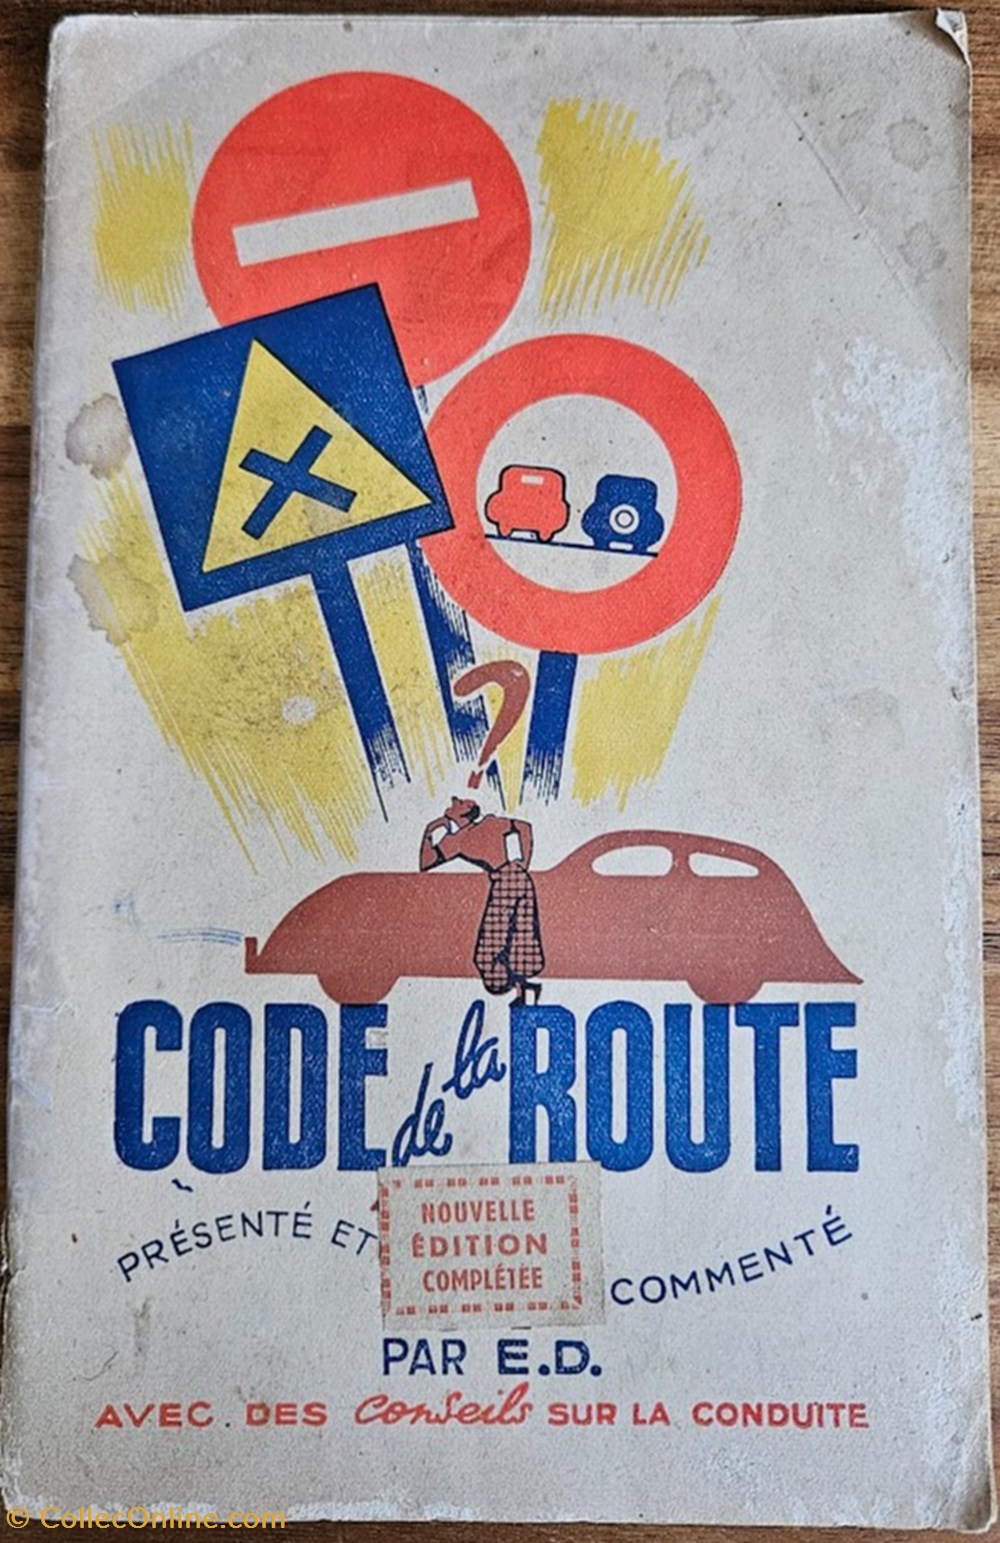 CODE de la ROUTE
PRÉSENTÉ ET COMMENTÉ
NOUVELLE
ÉDITION
COMPLÉTÉE
PAR E.D.
AVEC DES Conseils SUR LA CONDUITE
© CollecOnline.com